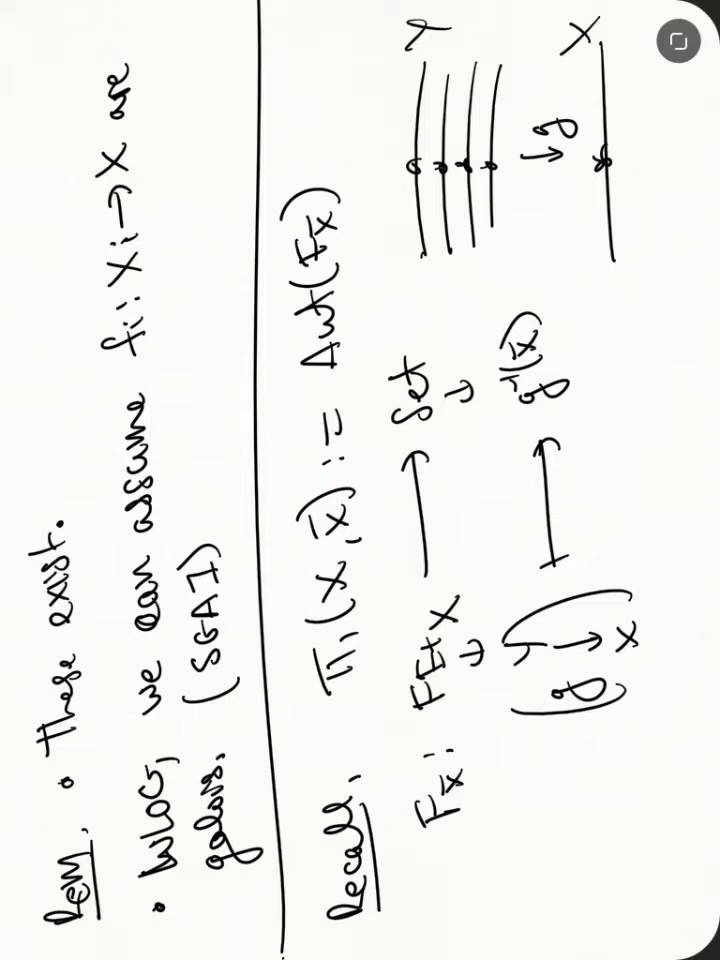 Rem. • These exist.
• WLOG, we can assume fi: Xi → X are
galois. (SGA1)
Recall. π₁(X, x̄) := Aut(Fx̄)
Fx̄: FEt X ⟶ Set
(g Y ↓ X) ⟼ g⁻¹(x̄)
Y
↓ g
X